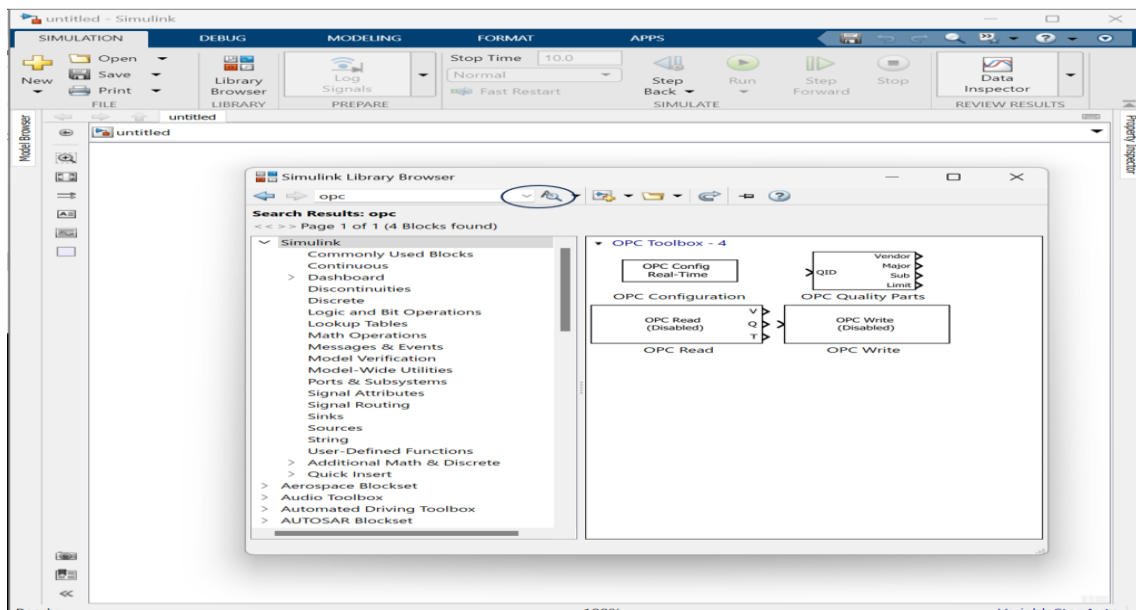 untitled - Simulink
SIMULATION DEBUG MODELING FORMAT APPS
New
Open
Save
Print
FILE
Library
Browser
LIBRARY
Log
Signals
PREPARE
Stop Time 10.0
Normal
Fast Restart
Step
Back
Run
Step
Forward
Stop
SIMULATE
Data
Inspector
REVIEW RESULTS
Model Browser
untitled
untitled
Property Inspector
Simulink Library Browser
opc
Search Results: opc
<< >> Page 1 of 1 (4 Blocks found)
Simulink
Commonly Used Blocks
Continuous
Dashboard
Discontinuities
Discrete
Logic and Bit Operations
Lookup Tables
Math Operations
Messages & Events
Model Verification
Model-Wide Utilities
Ports & Subsystems
Signal Attributes
Signal Routing
Sinks
Sources
String
User-Defined Functions
Additional Math & Discrete
Quick Insert
Aerospace Blockset
Audio Toolbox
Automated Driving Toolbox
AUTOSAR Blockset
OPC Toolbox - 4
OPC Config
Real-Time
OPC Configuration
QID
Vendor
Major
Sub
Limit
OPC Quality Parts
OPC Read
(Disabled)
V
Q
T
OPC Read
OPC Write
(Disabled)
OPC Write